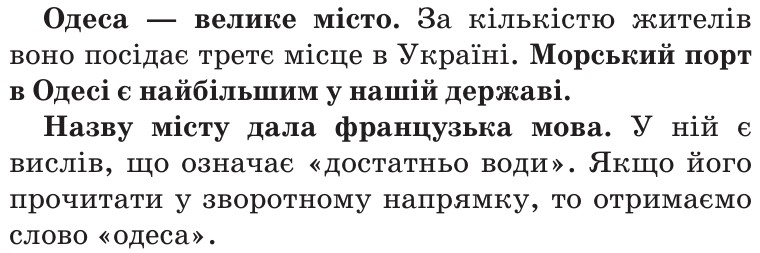 Одеса — велике місто. За кількістю жителів
воно посідає третє місце в Україні. Морський порт
в Одесі є найбільшим у нашій державі.
Назву місту дала французька мова. У ній є
вислів, що означає «достатньо води». Якщо його
прочитати у зворотному напрямку, то отримаємо
слово «одеса».